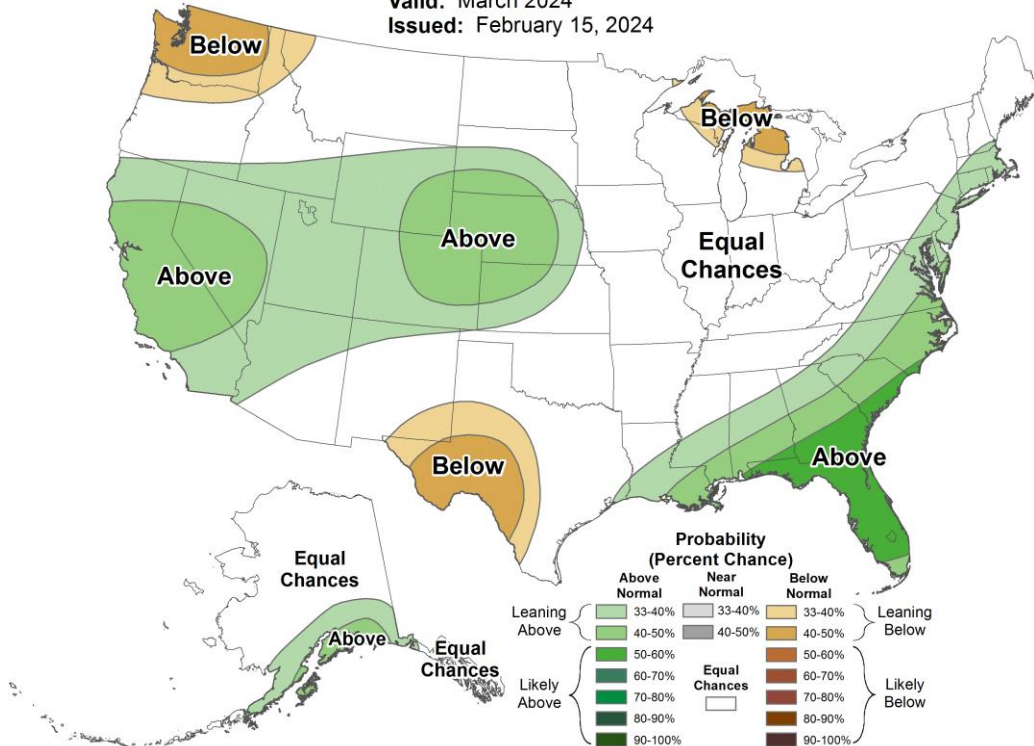 Valid: March 2024
Issued: February 15, 2024
Below
Below
Above
Above
Equal
Chances
Below
Above
Equal
Chances
Above
Equal
Chances
Probability
(Percent Chance)
Above
Normal
Near
Normal
Below
Normal
Leaning
Above
33-40%
33-40%
33-40%
Leaning
Below
40-50%
40-50%
40-50%
Likely
Above
50-60%
50-60%
Likely
Below
60-70%
Equal
Chances
60-70%
70-80%
70-80%
80-90%
80-90%
90-100%
90-100%